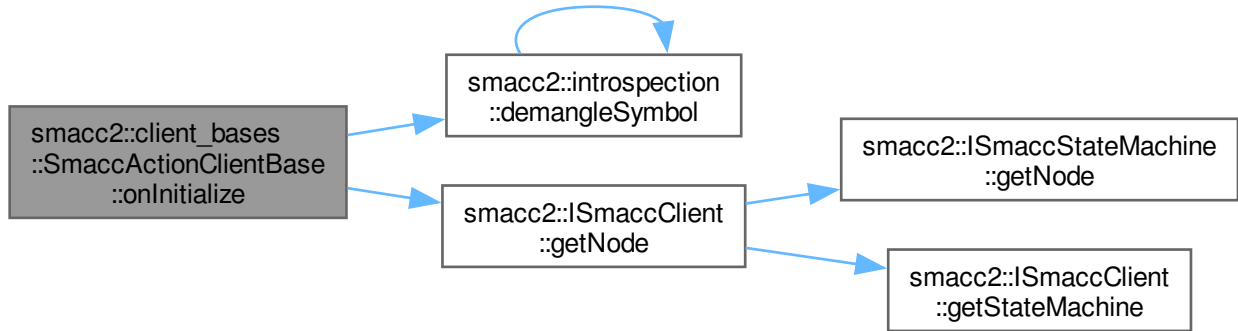 smacc2::client_bases
::SmaccActionClientBase
::onInitialize
smacc2::introspection
::demangleSymbol
smacc2::ISmaccClient
::getNode
smacc2::ISmaccStateMachine
::getNode
smacc2::ISmaccClient
::getStateMachine